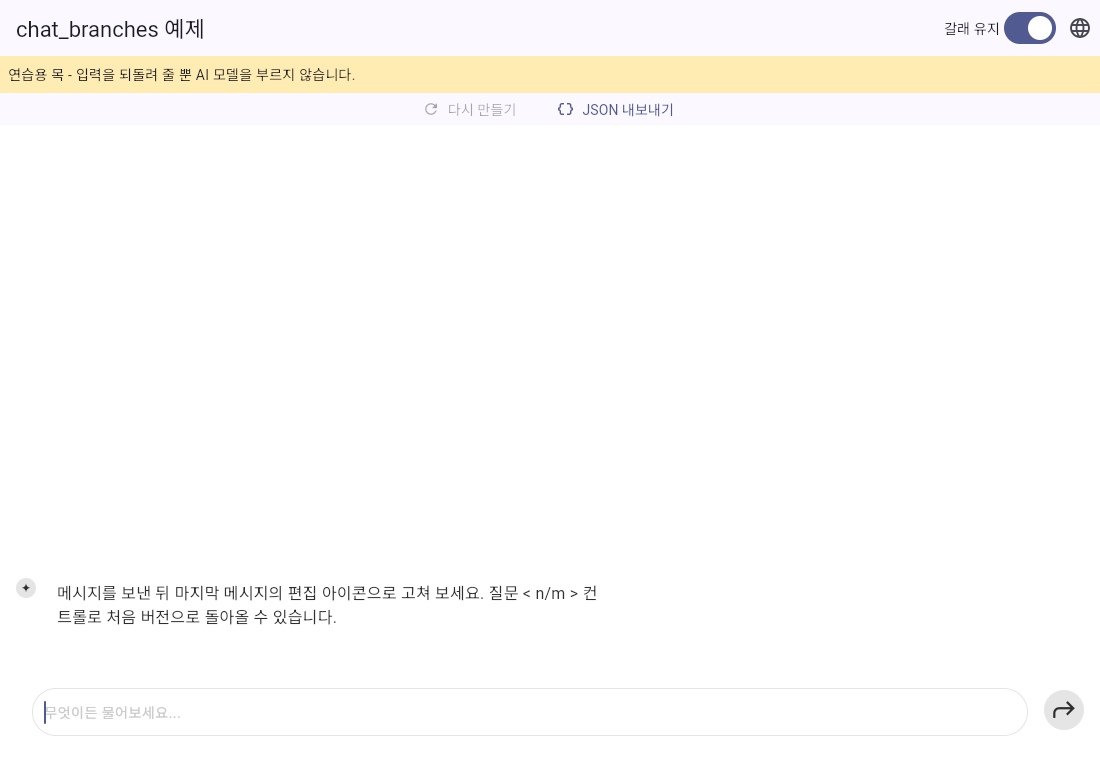 chat_branches 예제
갈래 유지
연습용 목 - 입력을 되돌려 줄 뿐 AI 모델을 부르지 않습니다.
다시 만들기
JSON 내보내기
메시지를 보낸 뒤 마지막 메시지의 편집 아이콘으로 고쳐 보세요. 질문 < n/m > 컨
트롤로 처음 버전으로 돌아올 수 있습니다.
무엇이든 물어보세요...